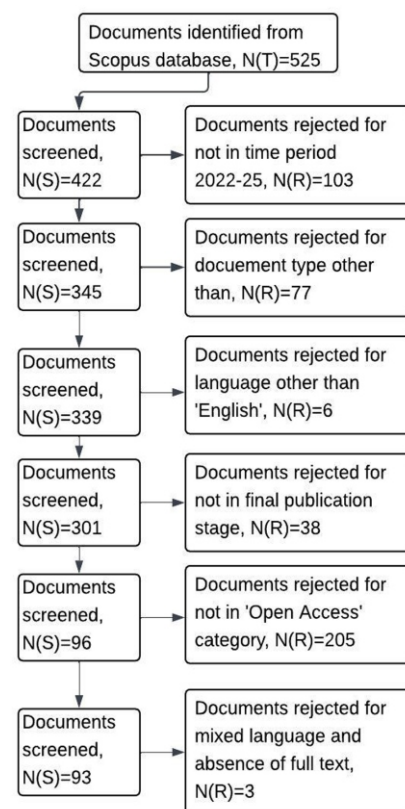 Documents identified from
Scopus database, N(T)=525
Documents
screened,
N(S)=422
Documents rejected for
not in time period
2022-25, N(R)=103
Documents
screened,
N(S)=345
Documents rejected for
docuement type other
than, N(R)=77
Documents
screened,
N(S)=339
Documents rejected for
language other than
'English', N(R)=6
Documents
screened,
N(S)=301
Documents rejected for
not in final publication
stage, N(R)=38
Documents
screened,
N(S)=96
Documents rejected for
not in 'Open Access'
category, N(R)=205
Documents
screened,
N(S)=93
Documents rejected for
mixed language and
absence of full text,
N(R)=3